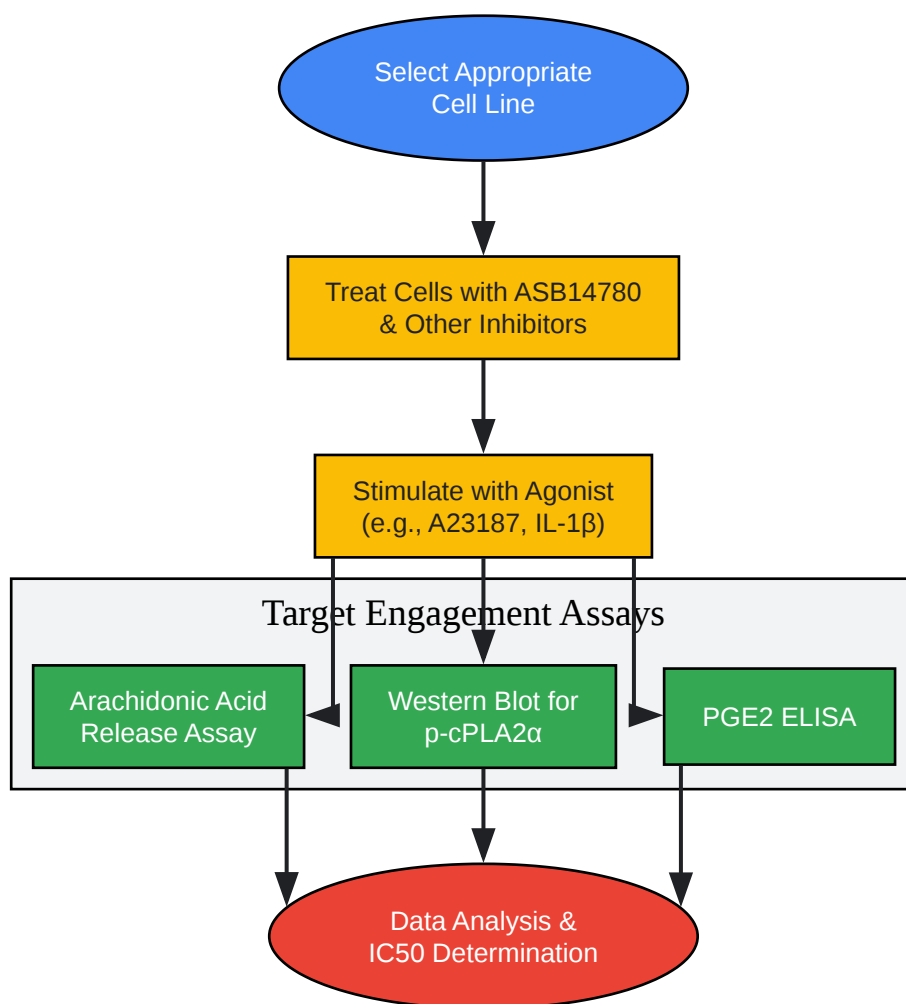 Select Appropriate
Cell Line
Treat Cells with ASB14780
& Other Inhibitors
Stimulate with Agonist
(e.g., A23187, IL-1β)
Target Engagement Assays
Arachidonic Acid
Release Assay
Western Blot for
p-cPLA2α
PGE2 ELISA
Data Analysis &
IC50 Determination